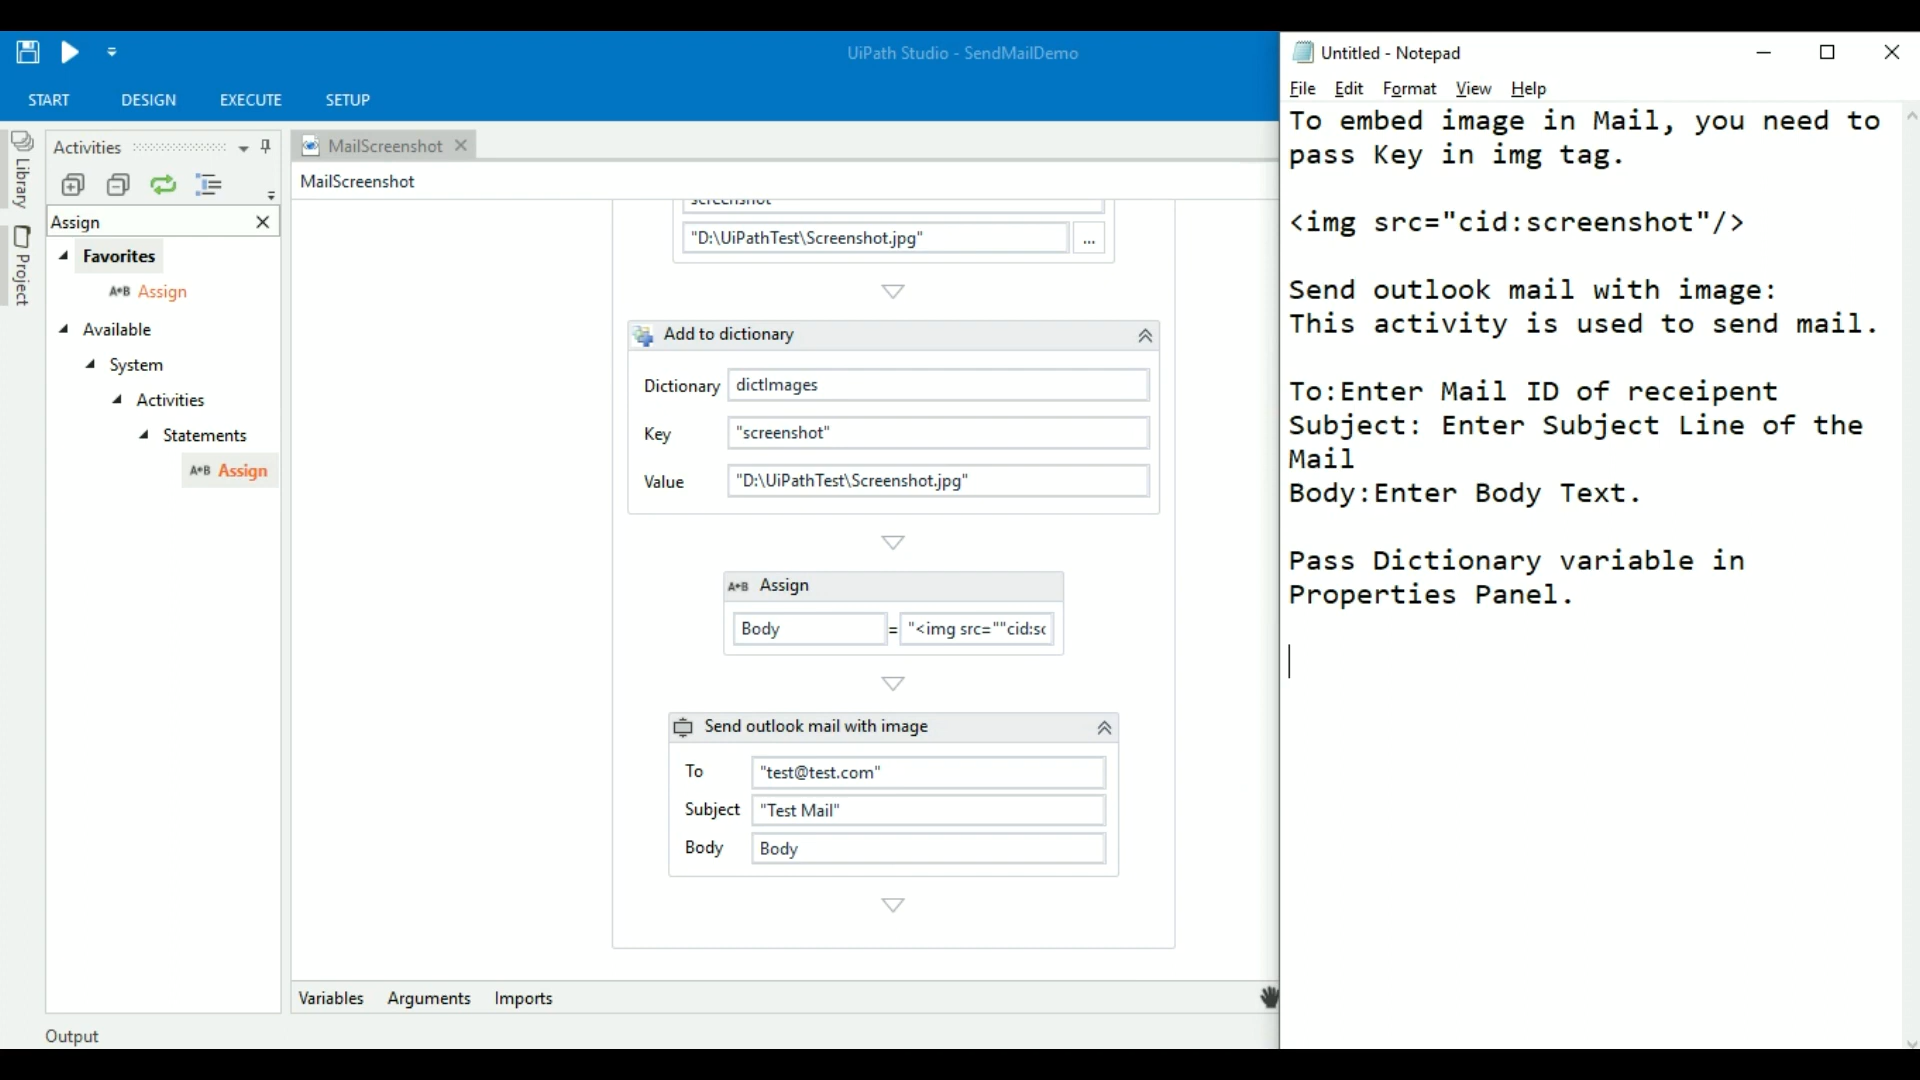 UiPath Studio - SendMailDemo
START DESIGN EXECUTE SETUP
Library
Project
Activities
Assign
Favorites
A+B Assign
Available
System
Activities
Statements
A+B Assign
MailScreenshot
MailScreenshot
screenshot
"D:\UiPathTest\Screenshot.jpg" ...
Add to dictionary
Dictionary dictImages
Key "screenshot"
Value "D:\UiPathTest\Screenshot.jpg"
A+B Assign
Body = "<img src=""cid:sc
Send outlook mail with image
To "test@test.com"
Subject "Test Mail"
Body Body
Variables Arguments Imports
Output
Untitled - Notepad
File Edit Format View Help
To embed image in Mail, you need to
pass Key in img tag.
<img src="cid:screenshot"/>
Send outlook mail with image:
This activity is used to send mail.
To:Enter Mail ID of receipent
Subject: Enter Subject Line of the
Mail
Body:Enter Body Text.
Pass Dictionary variable in
Properties Panel.